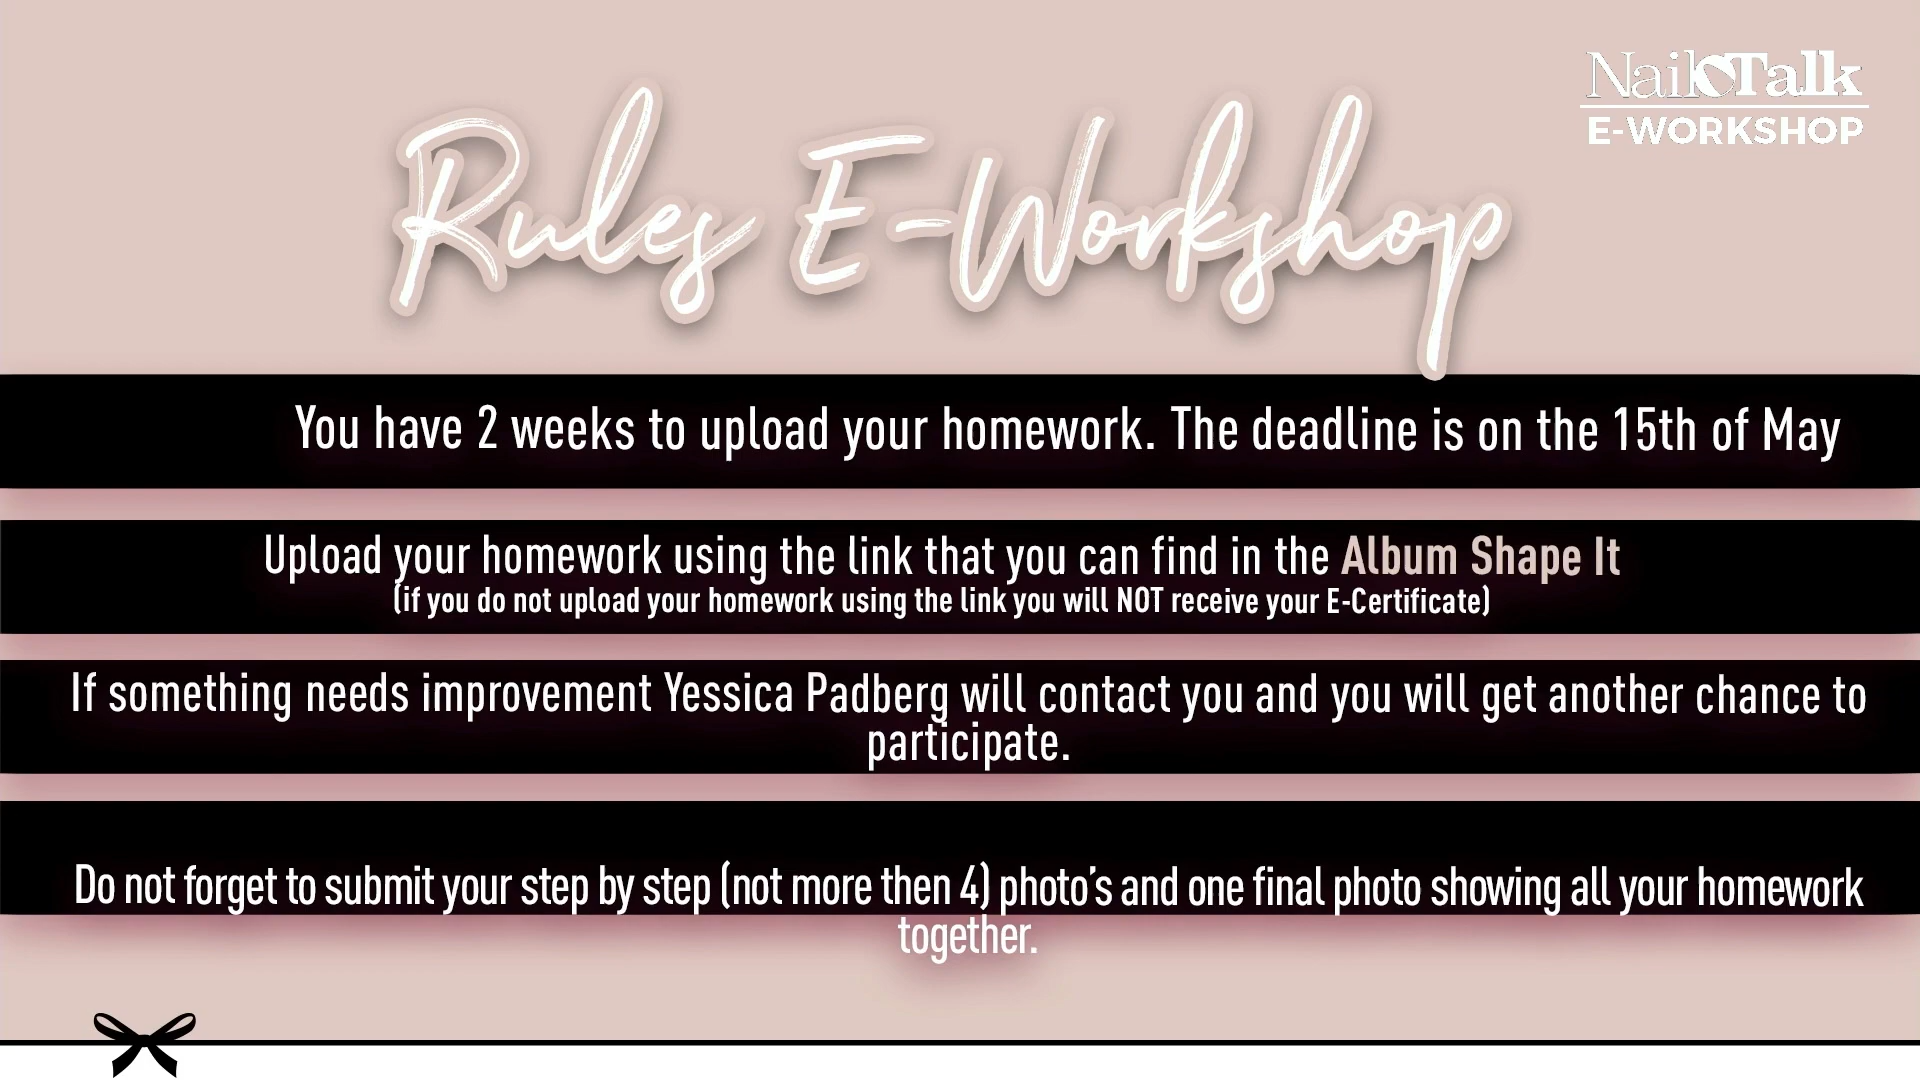 NailsTalk
E-WORKSHOP
Rules E-Workshop
You have 2 weeks to upload your homework. The deadline is on the 15th of May
Upload your homework using the link that you can find in the Album Shape It
(if you do not upload your homework using the link you will NOT receive your E-Certificate)
If something needs improvement Yessica Padberg will contact you and you will get another chance to
participate.
Do not forget to submit your step by step (not more then 4) photo's and one final photo showing all your homework
together.